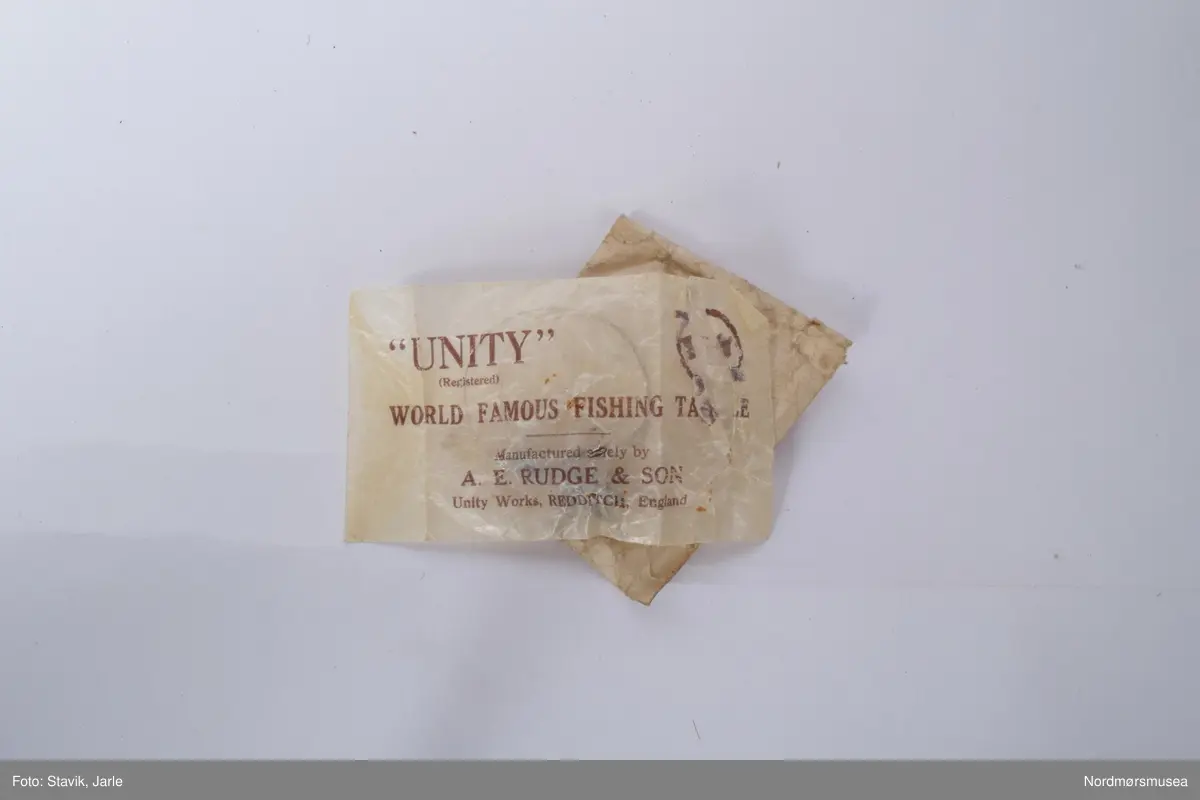 "UNITY"
(Registered)
WORLD FAMOUS FISHING TACKLE
Manufactured solely by
A. E. RUDGE & SON
Unity Works, REDDITCH, England
Foto: Stavik, Jarle
Nordmørsmusea